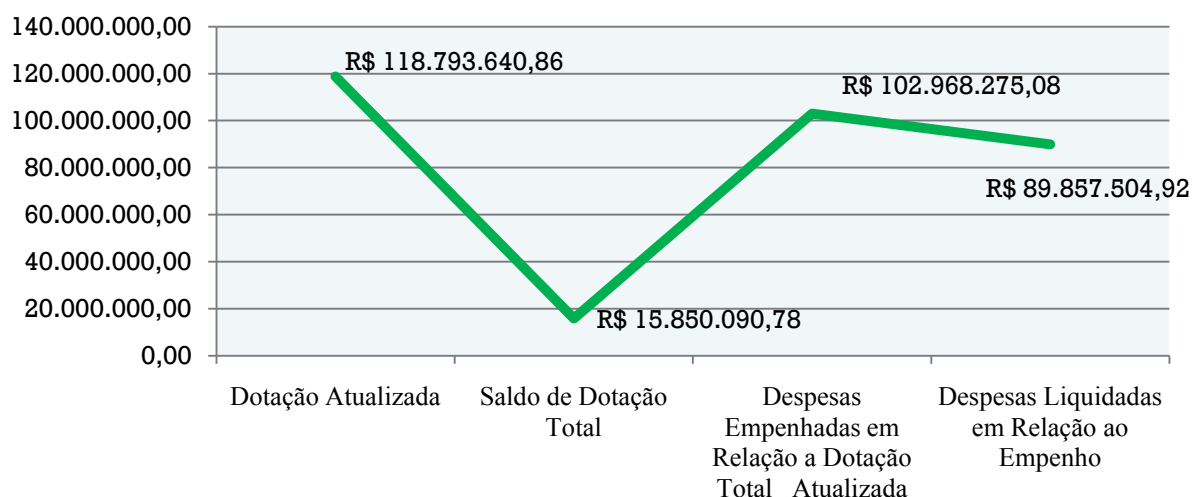 140.000.000,00
120.000.000,00
100.000.000,00
80.000.000,00
60.000.000,00
40.000.000,00
20.000.000,00
0,00
R$ 118.793.640,86
R$ 15.850.090,78
R$ 102.968.275,08
R$ 89.857.504,92
Dotação Atualizada
Saldo de Dotação
Total
Despesas
Empenhadas em
Relação a Dotação
Total Atualizada
Despesas Liquidadas
em Relação ao
Empenho